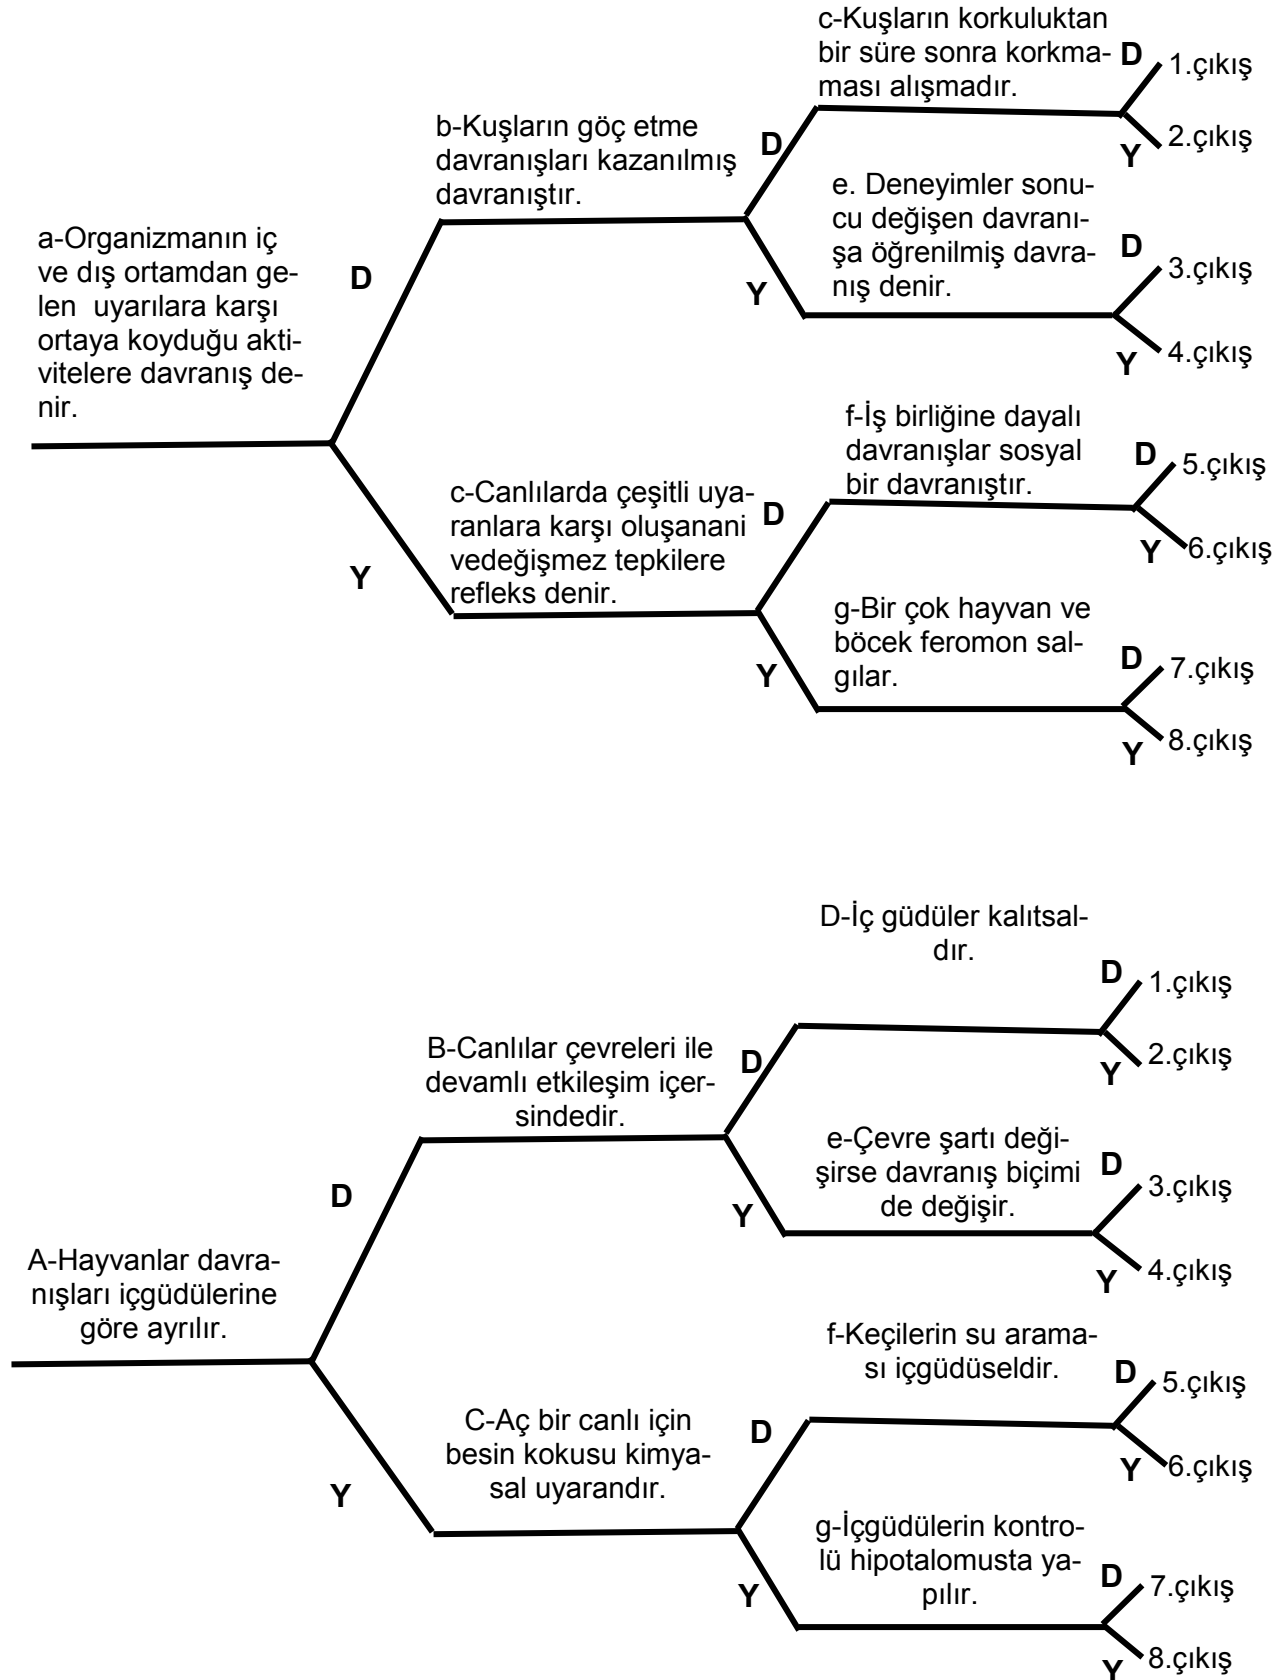 c-Kuşların korkuluktan
bir süre sonra korkma-
ması alışmadır.
D
1.çıkış
Y
2.çıkış
b-Kuşların göç etme
davranışları kazanılmış
davranıştır.
D
e. Deneyimler sonu-
cu değişen davranı-
şa öğrenilmiş davra-
nış denir.
Y
D
3.çıkış
Y
4.çıkış
a-Organizmanın iç
ve dış ortamdan ge-
len  uyarılara karşı
ortaya koyduğu akti-
vitelere davranış de-
nir.
D
Y
f-İş birliğine dayalı
davranışlar sosyal
bir davranıştır.
D
5.çıkış
Y
6.çıkış
c-Canlılarda çeşitli uya-
ranlara karşı oluşanani
vedeğişmez tepkilere
refleks denir.
D
Y
g-Bir çok hayvan ve
böcek feromon sal-
gılar.
D
7.çıkış
Y
8.çıkış
D-İç güdüler kalıtsal-
dır.
D
1.çıkış
Y
2.çıkış
B-Canlılar çevreleri ile
devamlı etkileşim içer-
sindedir.
D
Y
e-Çevre şartı deği-
şirse davranış biçimi
de değişir.
D
3.çıkış
Y
4.çıkış
A-Hayvanlar davra-
nışları içgüdülerine
göre ayrılır.
D
Y
f-Keçilerin su arama-
sı içgüdüseldir.
D
5.çıkış
Y
6.çıkış
C-Aç bir canlı için
besin kokusu kimya-
sal uyarandır.
D
Y
g-İçgüdülerin kontro-
lü hipotalomusta ya-
pılır.
D
7.çıkış
Y
8.çıkış